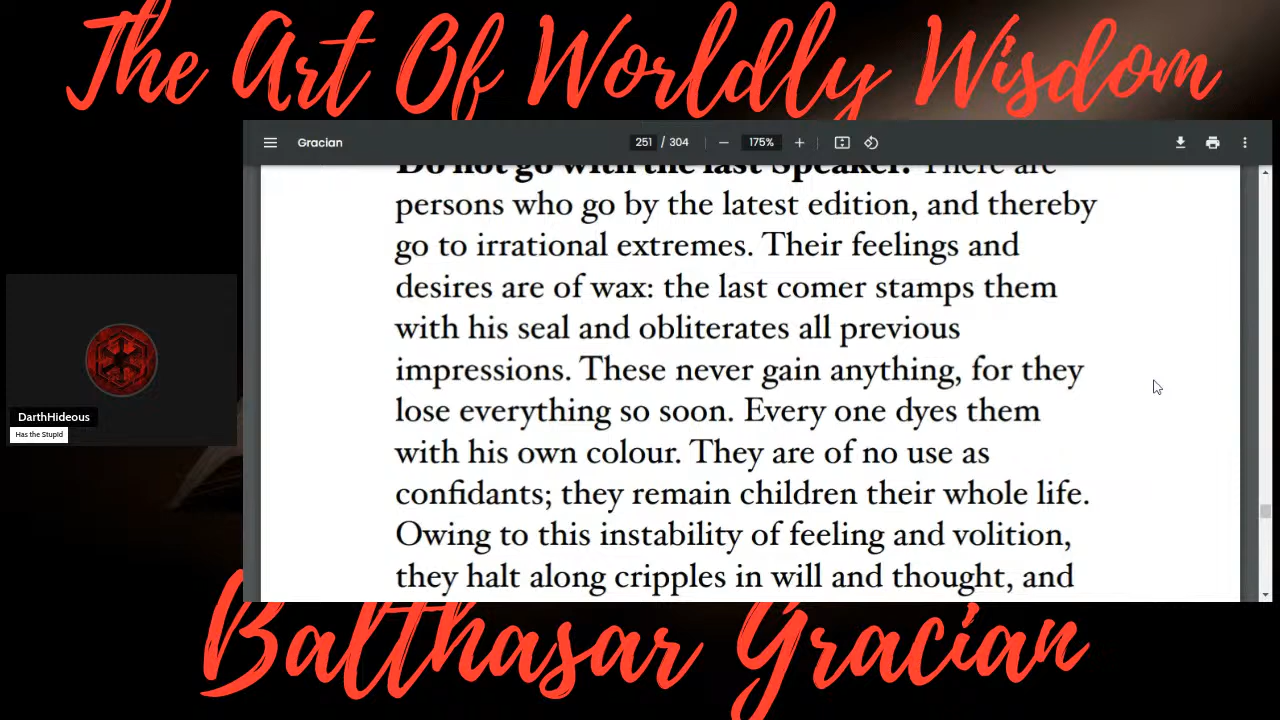 The Art Of Worldly Wisdom
Gracian
251 / 304
175%
Do not go with the last Speaker. There are
persons who go by the latest edition, and thereby
go to irrational extremes. Their feelings and
desires are of wax: the last comer stamps them
with his seal and obliterates all previous
impressions. These never gain anything, for they
lose everything so soon. Every one dyes them
with his own colour. They are of no use as
confidants; they remain children their whole life.
Owing to this instability of feeling and volition,
they halt along cripples in will and thought, and
DarthHideous
Has the Stupid
Balthasar Gracian